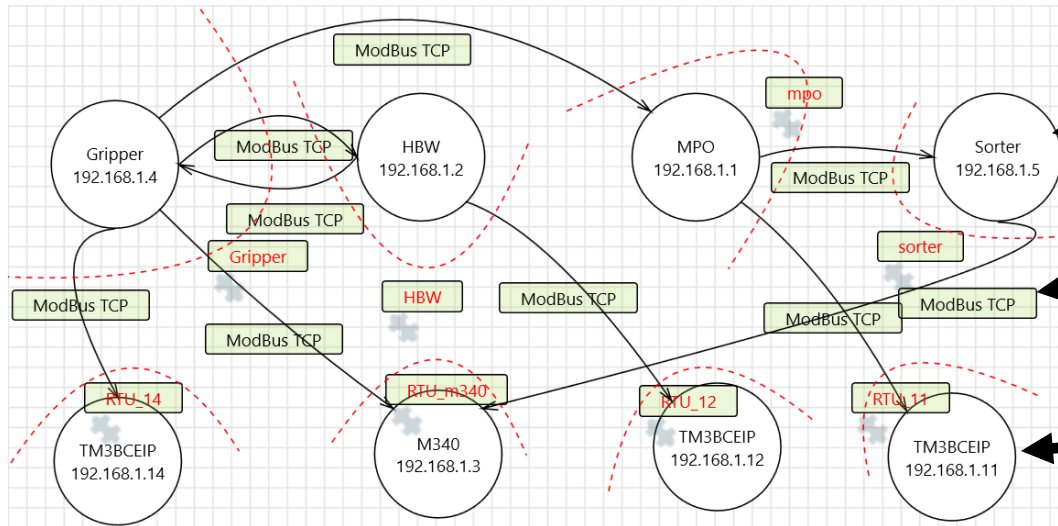 ModBus TCP
mpo
Gripper
192.168.1.4
ModBus TCP
HBW
192.168.1.2
MPO
192.168.1.1
ModBus TCP
Sorter
192.168.1.5
ModBus TCP
Gripper
sorter
ModBus TCP
HBW
ModBus TCP
ModBus TCP
ModBus TCP
ModBus TCP
RTU_14
RTU_m340
RTU_12
RTU_11
TM3BCEIP
192.168.1.14
M340
192.168.1.3
TM3BCEIP
192.168.1.12
TM3BCEIP
192.168.1.11